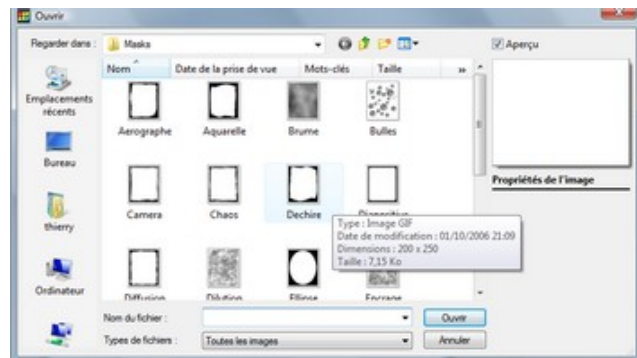 Ouvrir
Regarder dans : Masks
Aperçu
Nom Date de la prise de vue Mots-clés Taille »
Emplacements
récents
Bureau
thierry
Ordinateur
Aerographe Aquarelle Brume Bulles
Camera Chaos Dechire Diapositive
Type : Image GIF
Date de modification : 01/10/2006 21:09
Dimensions : 200 x 250
Taille : 7,15 Ko
Diffusion Dilution Ellipse Encrage
Propriétés de l'image
Nom du fichier :
Ouvrir
Types de fichiers : Toutes les images
Annuler